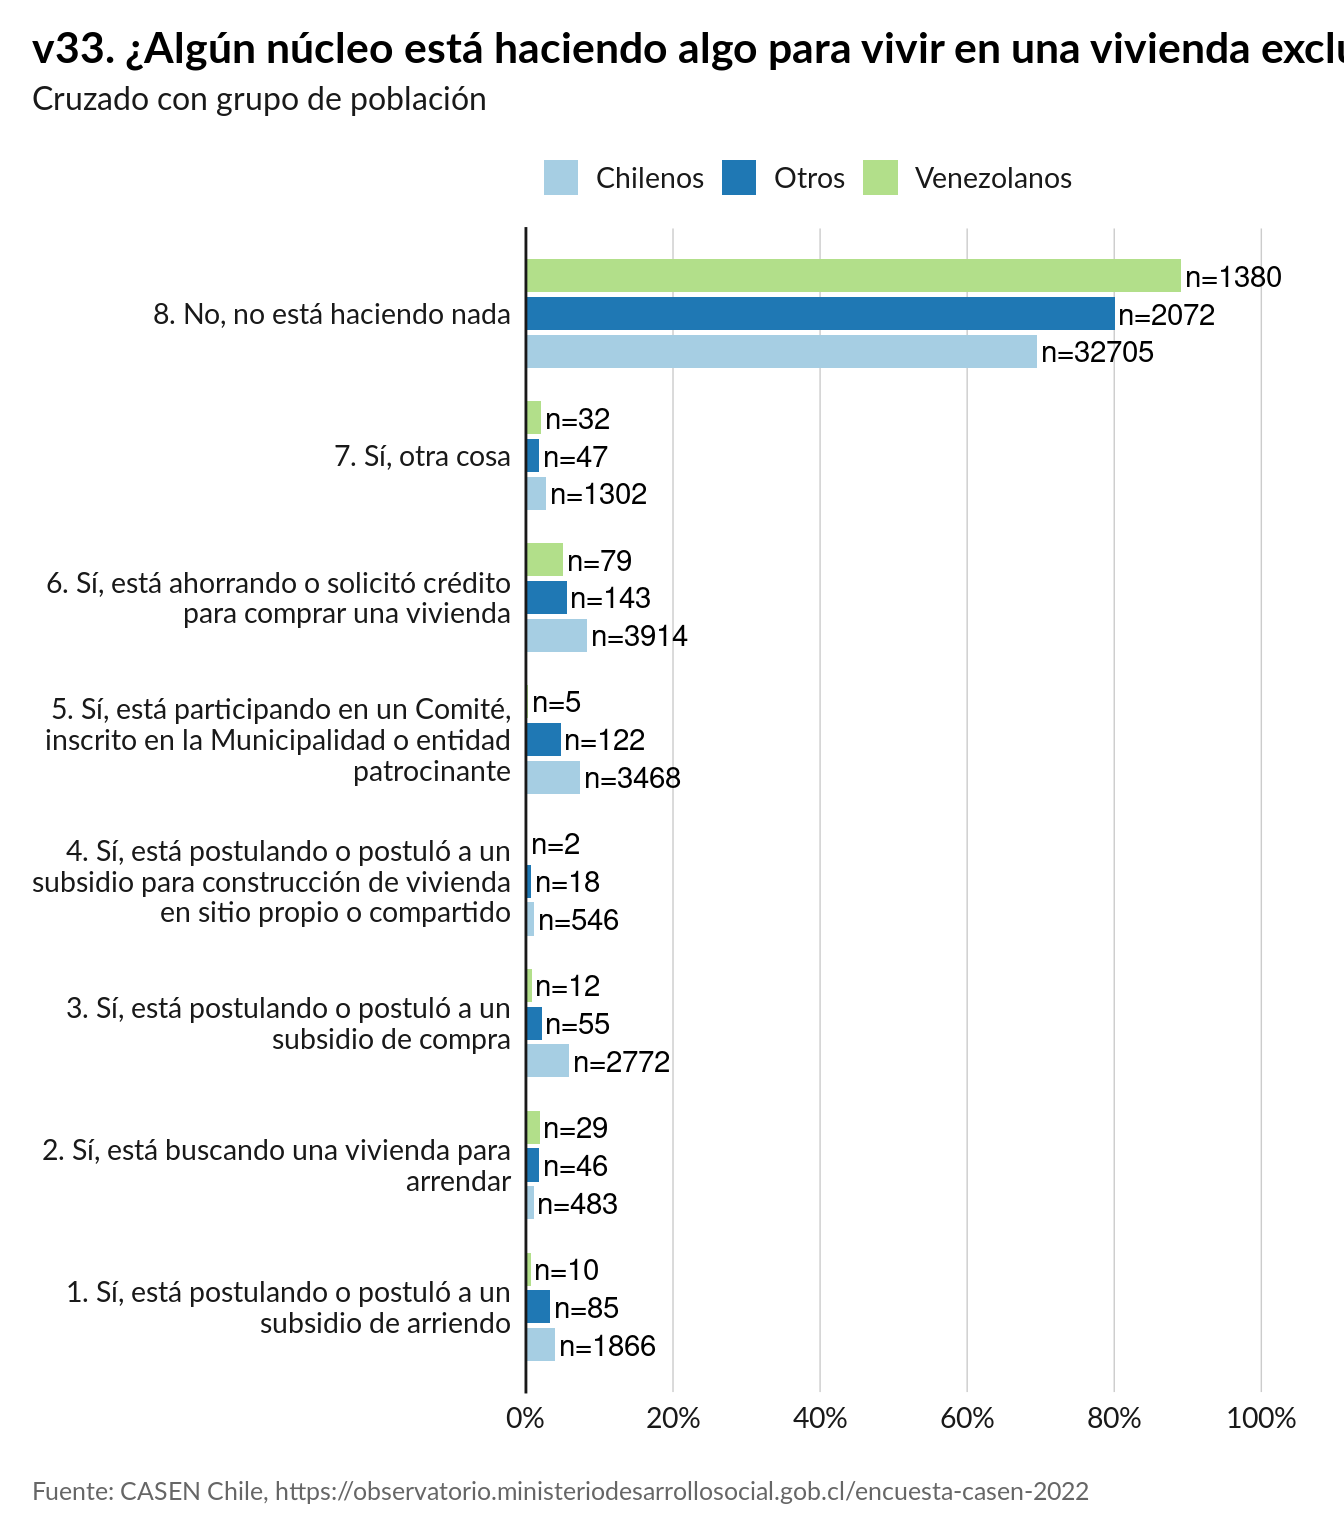 v33. ¿Algún núcleo está haciendo algo para vivir en una vivienda exclu
Cruzado con grupo de población
Chilenos Otros Venezolanos
8. No, no está haciendo nada
n=1380
n=2072
n=32705
7. Sí, otra cosa
n=32
n=47
n=1302
6. Sí, está ahorrando o solicitó crédito
para comprar una vivienda
n=79
n=143
n=3914
5. Sí, está participando en un Comité,
inscrito en la Municipalidad o entidad
patrocinante
n=5
n=122
n=3468
4. Sí, está postulando o postuló a un
subsidio para construcción de vivienda
en sitio propio o compartido
n=2
n=18
n=546
3. Sí, está postulando o postuló a un
subsidio de compra
n=12
n=55
n=2772
2. Sí, está buscando una vivienda para
arrendar
n=29
n=46
n=483
1. Sí, está postulando o postuló a un
subsidio de arriendo
n=10
n=85
n=1866
0% 20% 40% 60% 80% 100%
Fuente: CASEN Chile, https://observatorio.ministeriodesarrollosocial.gob.cl/encuesta-casen-2022